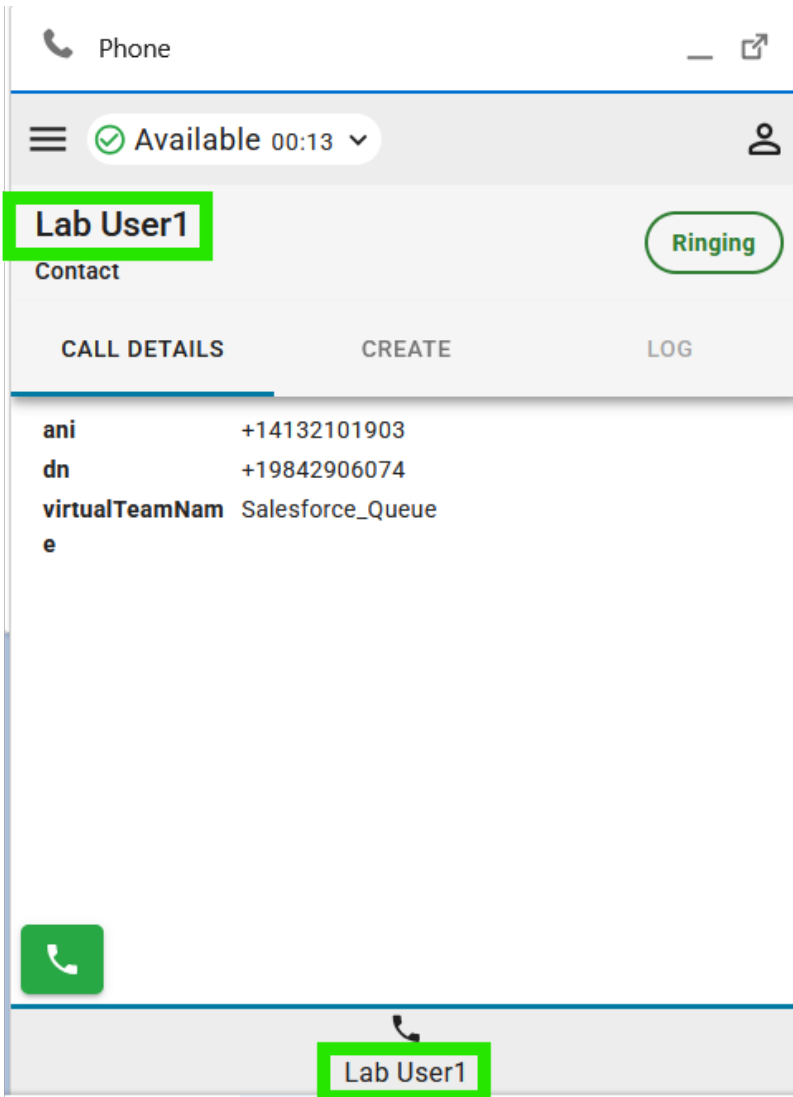 Phone
Available 00:13
Lab User1
Ringing
Contact
CALL DETAILS CREATE LOG
ani +14132101903
dn +19842906074
virtualTeamNam Salesforce_Queue
e
Lab User1